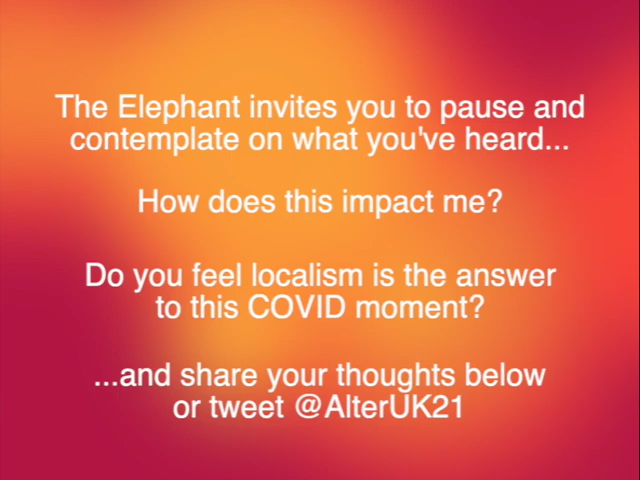 The Elephant invites you to pause and
contemplate on what you've heard...
How does this impact me?
Do you feel localism is the answer
to this COVID moment?
...and share your thoughts below
or tweet @AlterUK21